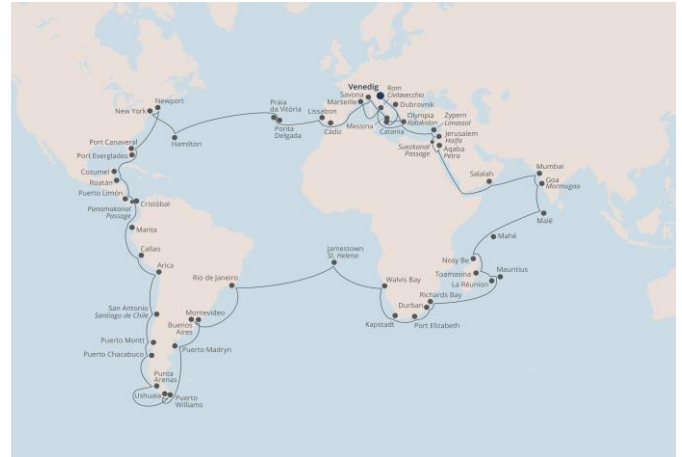 Newport
New York
Port Canaveral
Port Everglades
Hamilton
Cozumel
Roatán
Puerto Limón
Panamakanal
Passage
Cristóbal
Manta
Callao
Arica
San Antonio
Santiago de Chile
Puerto Montt
Puerto Chacabuco
Punta
Arenas
Ushuaia
Puerto
Williams
Puerto Madryn
Buenos
Aires
Montevideo
Rio de Janeiro
Jamestown
St. Helena
Walvis Bay
Kapstadt
Port Elizabeth
Durban
Richards Bay
La Réunion
Mauritius
Toamasina
Nosy Be
Mahé
Malé
Goa
Mormugao
Mumbai
Salalah
Aqaba
Petra
Suezkanal
Passage
Jerusalem
Haifa
Zypern
Limassol
Olympia
Katakolon
Dubrovnik
Rom
Civitavecchia
Venedig
Savona
Marseille
Messina
Catania
Cádiz
Lissabon
Ponta
Delgada
Praia
da Vitória